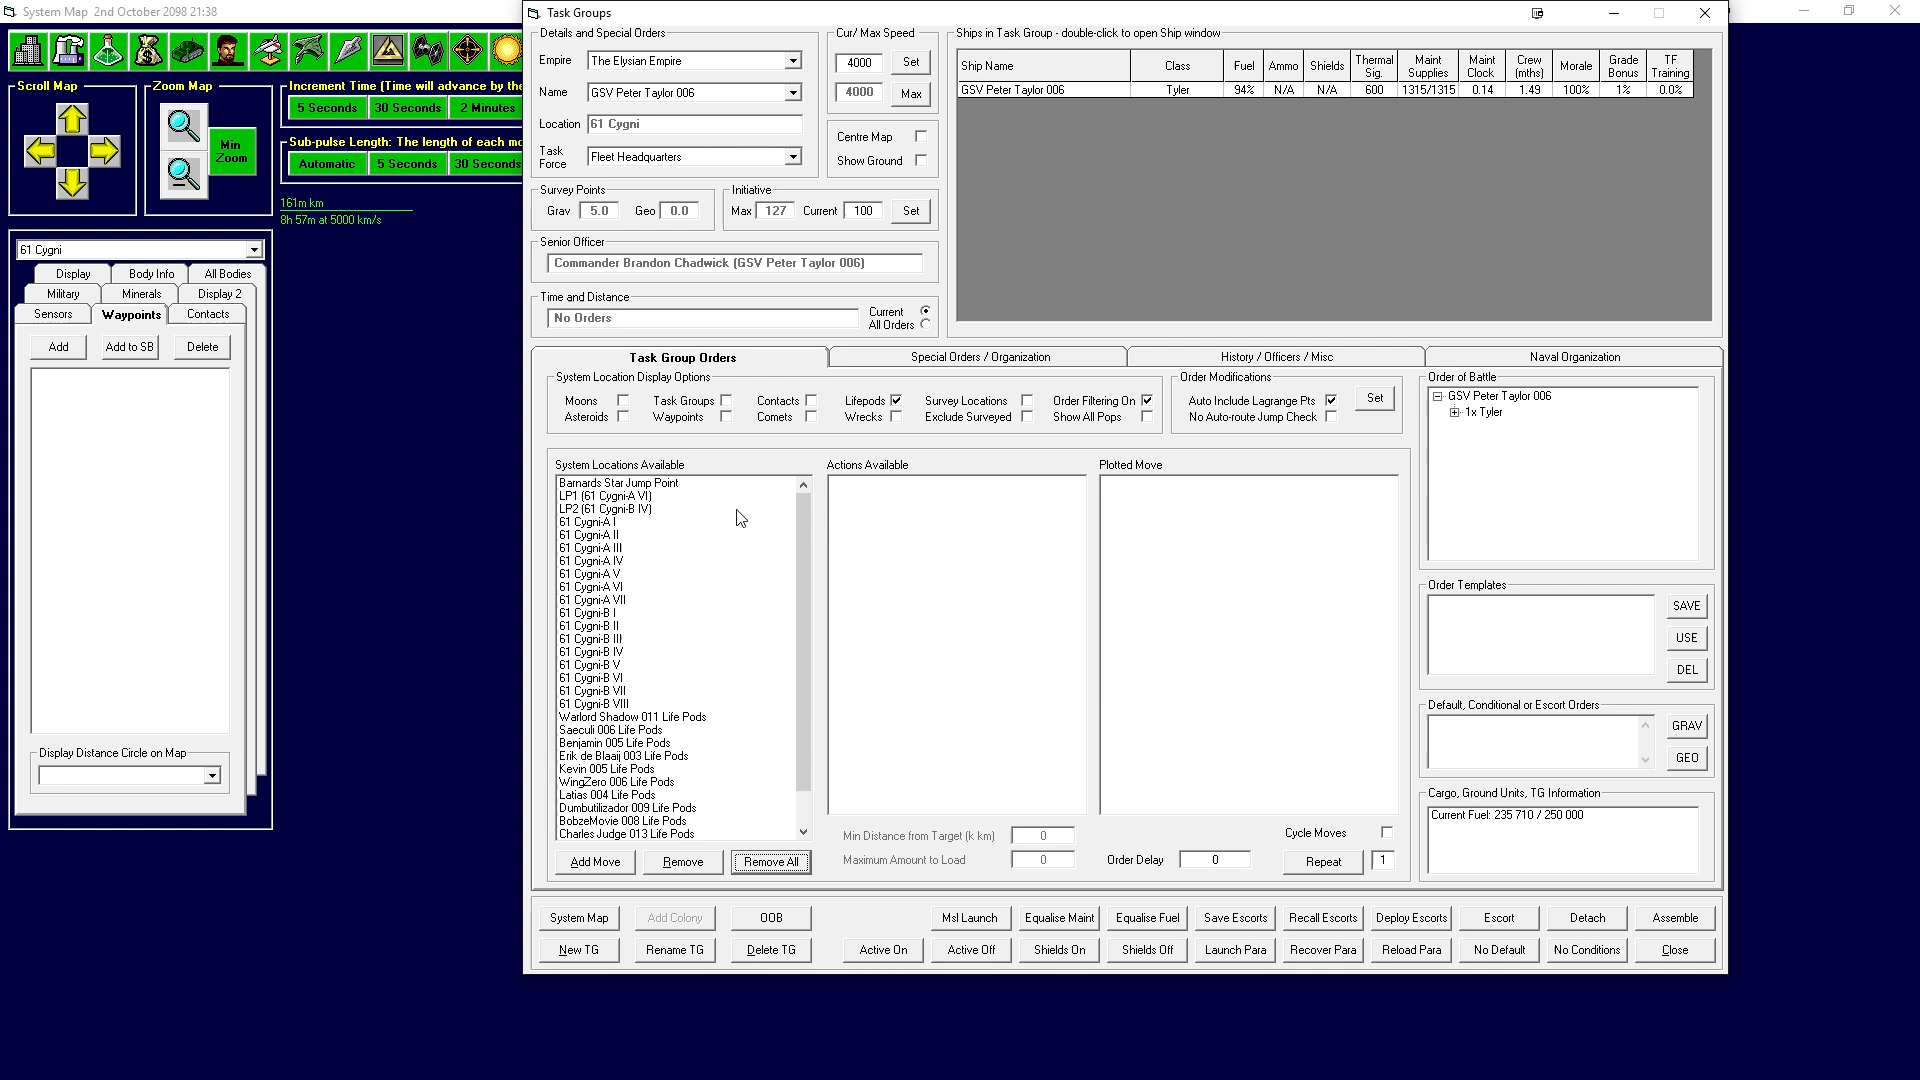 System Map  2nd October 2098 21:38
Scroll Map
Zoom Map
Min Zoom
Increment Time (Time will advance by the
5 Seconds
30 Seconds
2 Minutes
Sub-pulse Length: The length of each mo
Automatic
5 Seconds
30 Seconds
161m km
8h 57m at 5000 km/s
61 Cygni
Display
Body Info
All Bodies
Military
Minerals
Display 2
Sensors
Waypoints
Contacts
Add
Add to SB
Delete
Display Distance Circle on Map
Task Groups
Details and Special Orders
Empire
The Elysian Empire
Name
GSV Peter Taylor 006
Location
61 Cygni
Task Force
Fleet Headquarters
Cur/ Max Speed
4000
Set
4000
Max
Centre Map
Show Ground
Survey Points
Grav
5.0
Geo
0.0
Initiative
Max
127
Current
100
Set
Senior Officer
Commander Brandon Chadwick (GSV Peter Taylor 006)
Time and Distance
No Orders
Current
All Orders
Ships in Task Group - double-click to open Ship window
Ship Name
Class
Fuel
Ammo
Shields
Thermal Sig.
Maint Supplies
Maint Clock
Crew (mths)
Morale
Grade Bonus
TF Training
GSV Peter Taylor 006
Tyler
94%
N/A
N/A
600
1315/1315
0.14
1.49
100%
1%
0.0%
Task Group Orders
Special Orders / Organization
History / Officers / Misc
Naval Organization
System Location Display Options
Moons
Task Groups
Contacts
Lifepods
Survey Locations
Order Filtering On
Asteroids
Waypoints
Comets
Wrecks
Exclude Surveyed
Show All Pops
Order Modifications
Auto Include Lagrange Pts
No Auto-route Jump Check
Set
System Locations Available
Barnards Star Jump Point
LP1 (61 Cygni-A VI)
LP2 (61 Cygni-B IV)
61 Cygni-A I
61 Cygni-A II
61 Cygni-A III
61 Cygni-A IV
61 Cygni-A V
61 Cygni-A VI
61 Cygni-A VII
61 Cygni-B I
61 Cygni-B II
61 Cygni-B III
61 Cygni-B IV
61 Cygni-B V
61 Cygni-B VI
61 Cygni-B VII
61 Cygni-B VIII
Warlord Shadow 011 Life Pods
Saeculi 006 Life Pods
Benjamin 005 Life Pods
Erik de Blaaij 003 Life Pods
Kevin 005 Life Pods
WingZero 006 Life Pods
Latias 004 Life Pods
Dumbutilizador 009 Life Pods
BobzeMovie 008 Life Pods
Charles Judge 013 Life Pods
Add Move
Remove
Remove All
Actions Available
Min Distance from Target (k km)
0
Maximum Amount to Load
0
Plotted Move
Order Delay
0
Cycle Moves
Repeat
1
Order of Battle
GSV Peter Taylor 006
1x Tyler
Order Templates
SAVE
USE
DEL
Default, Conditional or Escort Orders
GRAV
GEO
Cargo, Ground Units, TG Information
Current Fuel: 235 710 / 250 000
System Map
Add Colony
OOB
Msl Launch
Equalise Maint
Equalise Fuel
Save Escorts
Recall Escorts
Deploy Escorts
Escort
Detach
Assemble
New TG
Rename TG
Delete TG
Active On
Active Off
Shields On
Shields Off
Launch Para
Recover Para
Reload Para
No Default
No Conditions
Close